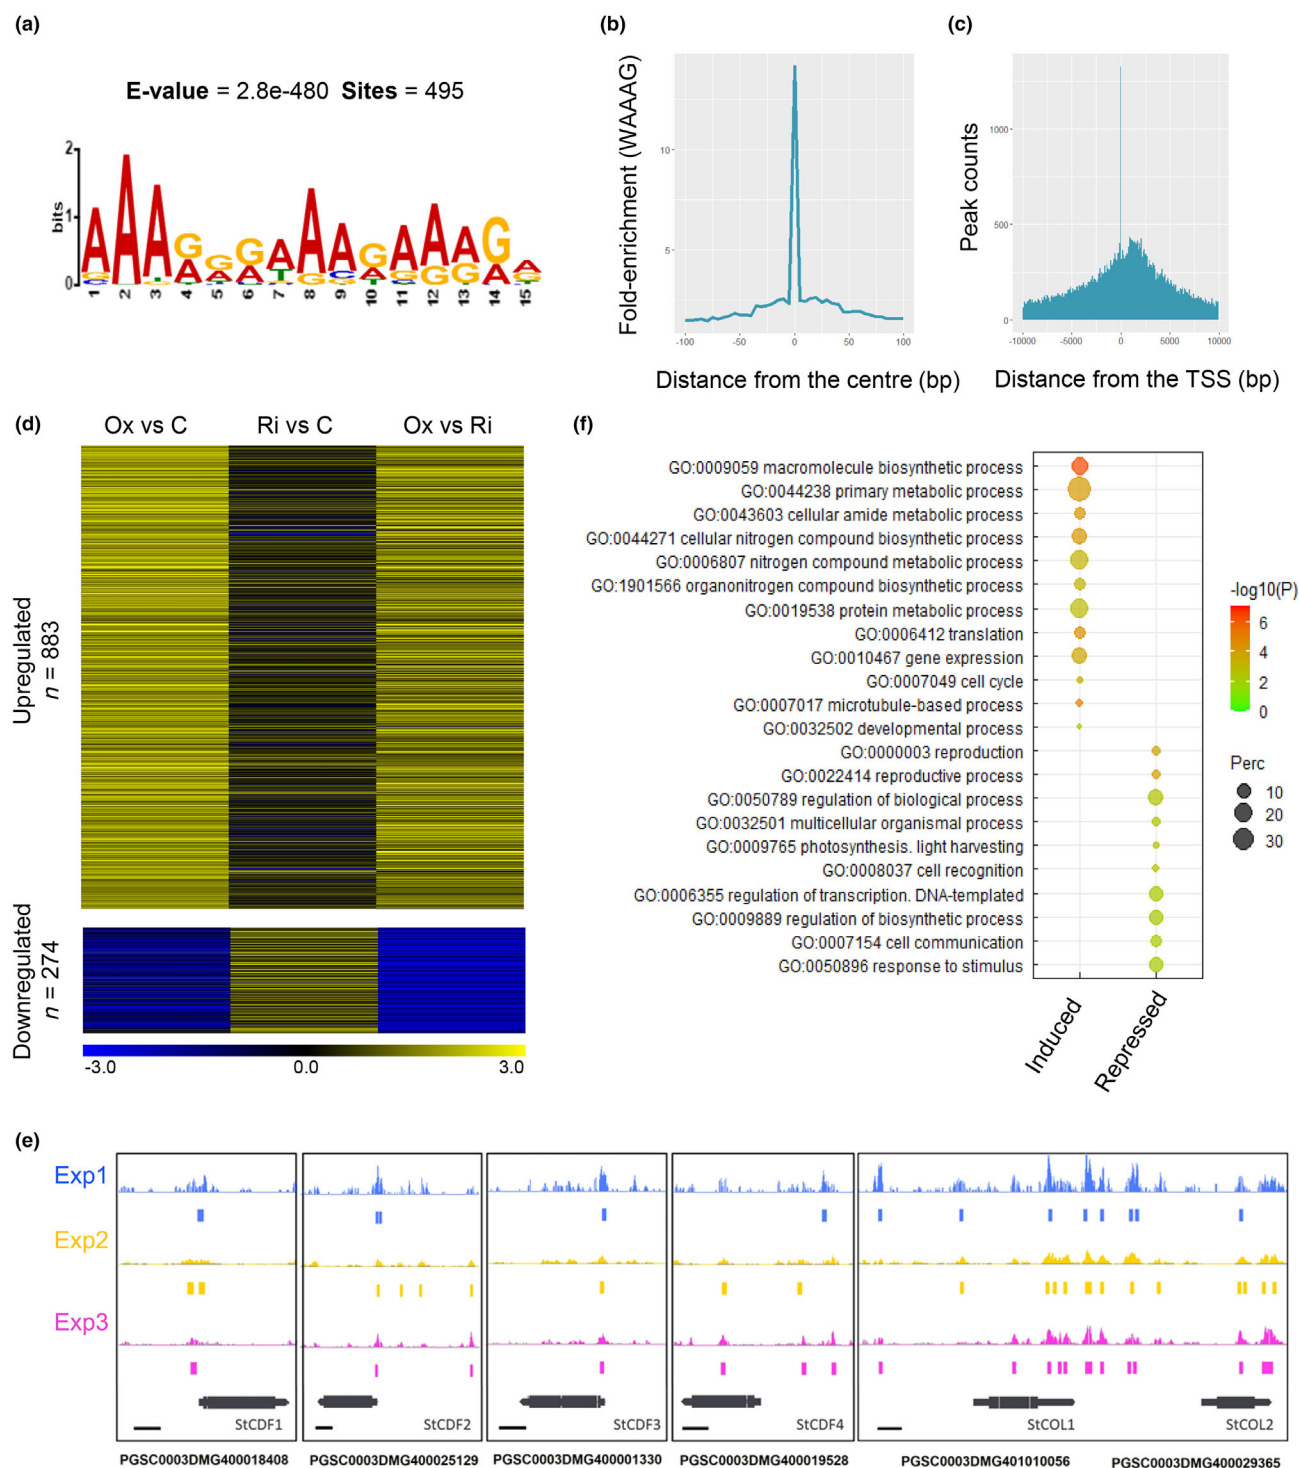 (a)
E-value = 2.8e-480 Sites = 495
bits
2
1
0
1 2 3 4 5 6 7 8 9 10 11 12 13 14 15
(b)
Fold-enrichment (WAAAG)
10
5
-100 -50 0 50 100
Distance from the centre (bp)
(c)
Peak counts
1000
500
0
-10000 -5000 0 5000 10000
Distance from the TSS (bp)
(d)
Ox vs C Ri vs C Ox vs Ri
Upregulated
n = 883
Downregulated
n = 274
-3.0 0.0 3.0
(f)
GO:0009059 macromolecule biosynthetic process
GO:0044238 primary metabolic process
GO:0043603 cellular amide metabolic process
GO:0044271 cellular nitrogen compound biosynthetic process
GO:0006807 nitrogen compound metabolic process
GO:1901566 organonitrogen compound biosynthetic process
GO:0019538 protein metabolic process
GO:0006412 translation
GO:0010467 gene expression
GO:0007049 cell cycle
GO:0007017 microtubule-based process
GO:0032502 developmental process
GO:0000003 reproduction
GO:0022414 reproductive process
GO:0050789 regulation of biological process
GO:0032501 multicellular organismal process
GO:0009765 photosynthesis. light harvesting
GO:0008037 cell recognition
GO:0006355 regulation of transcription. DNA-templated
GO:0009889 regulation of biosynthetic process
GO:0007154 cell communication
GO:0050896 response to stimulus
Induced
Repressed
-log10(P)
6
4
2
0
Perc
10
20
30
(e)
Exp1
Exp2
Exp3
StCDF1 StCDF2 StCDF3 StCDF4 StCOL1 StCOL2
PGSC0003DMG400018408 PGSC0003DMG400025129 PGSC0003DMG400001330 PGSC0003DMG400019528 PGSC0003DMG401010056 PGSC0003DMG400029365